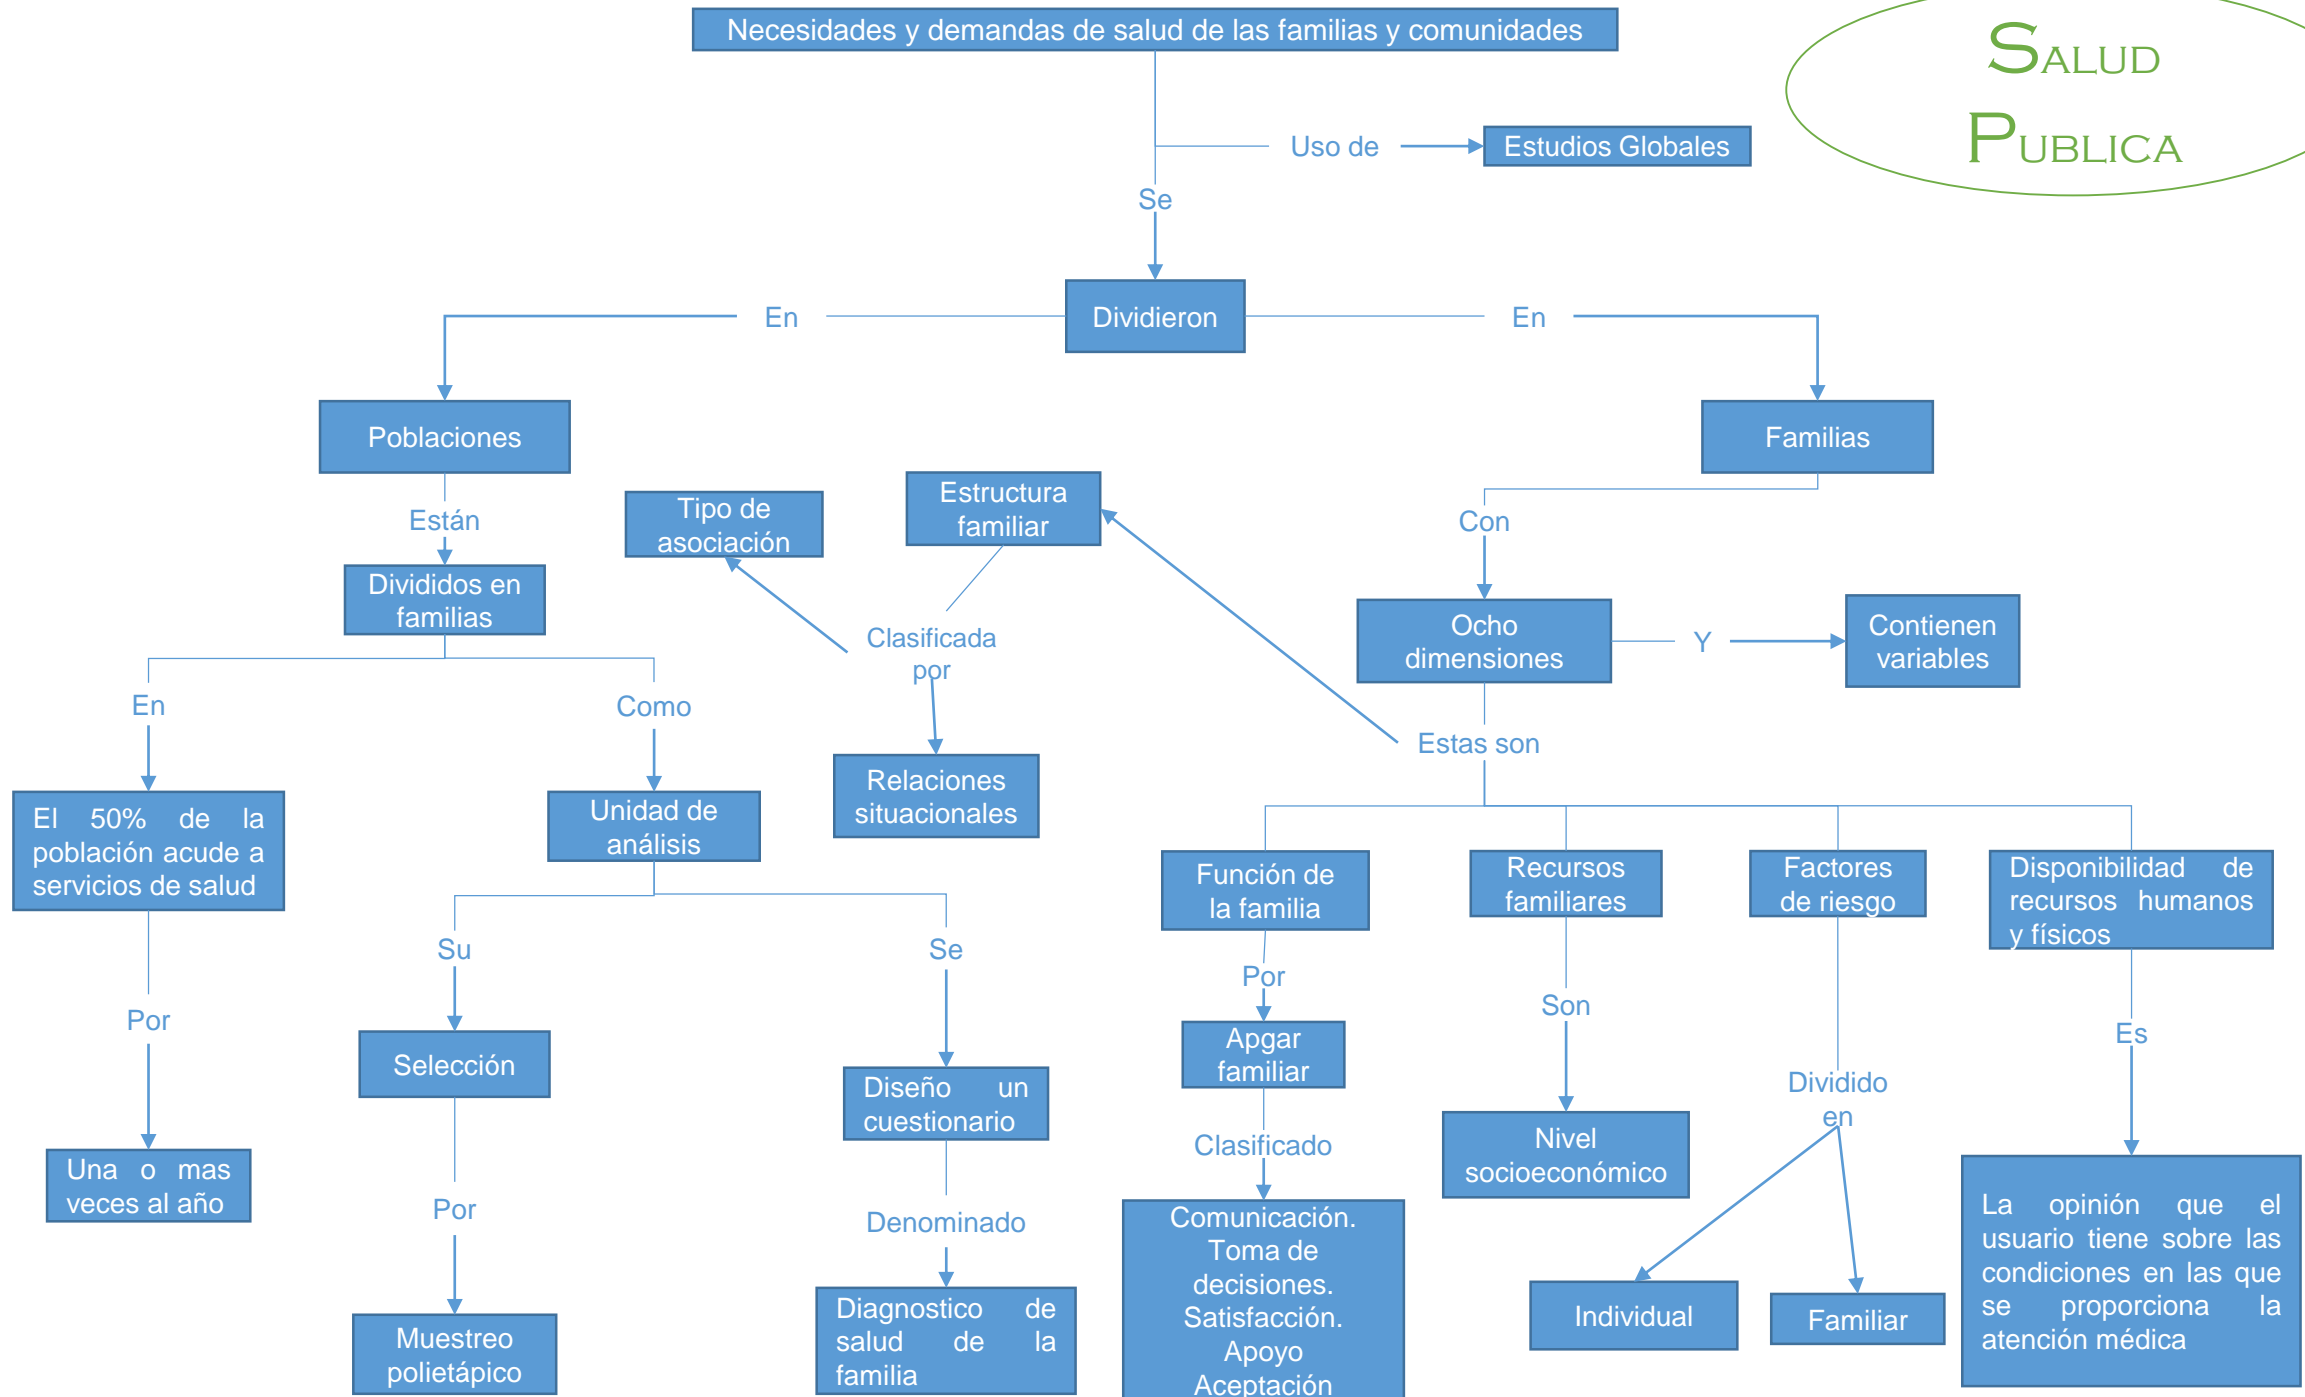 Necesidades y demandas de salud de las familias y comunidades
SALUD
PUBLICA
Uso de
Estudios Globales
Se
En
Dividieron
En
Poblaciones
Familias
Están
Tipo de
asociación
Estructura
familiar
Con
Divididos en
familias
Clasificada
por
Ocho
dimensiones
Y
Contienen
variables
En
Como
Estas son
Relaciones
situacionales
El 50% de la
población acude a
servicios de salud
Unidad de
análisis
Función de
la familia
Recursos
familiares
Factores
de riesgo
Disponibilidad de
recursos humanos
y físicos
Su
Se
Por
Son
Por
Es
Selección
Diseño un
cuestionario
Apgar
familiar
Dividido
en
Clasificado
Nivel
socioeconómico
Una o mas
veces al año
Por
Denominado
Comunicación.
Toma de
decisiones.
Satisfacción.
Apoyo
Aceptación
La opinión que el
usuario tiene sobre las
condiciones en las que
se proporciona la
atención médica
Muestreo
polietápico
Diagnostico de
salud de la
familia
Individual
Familiar